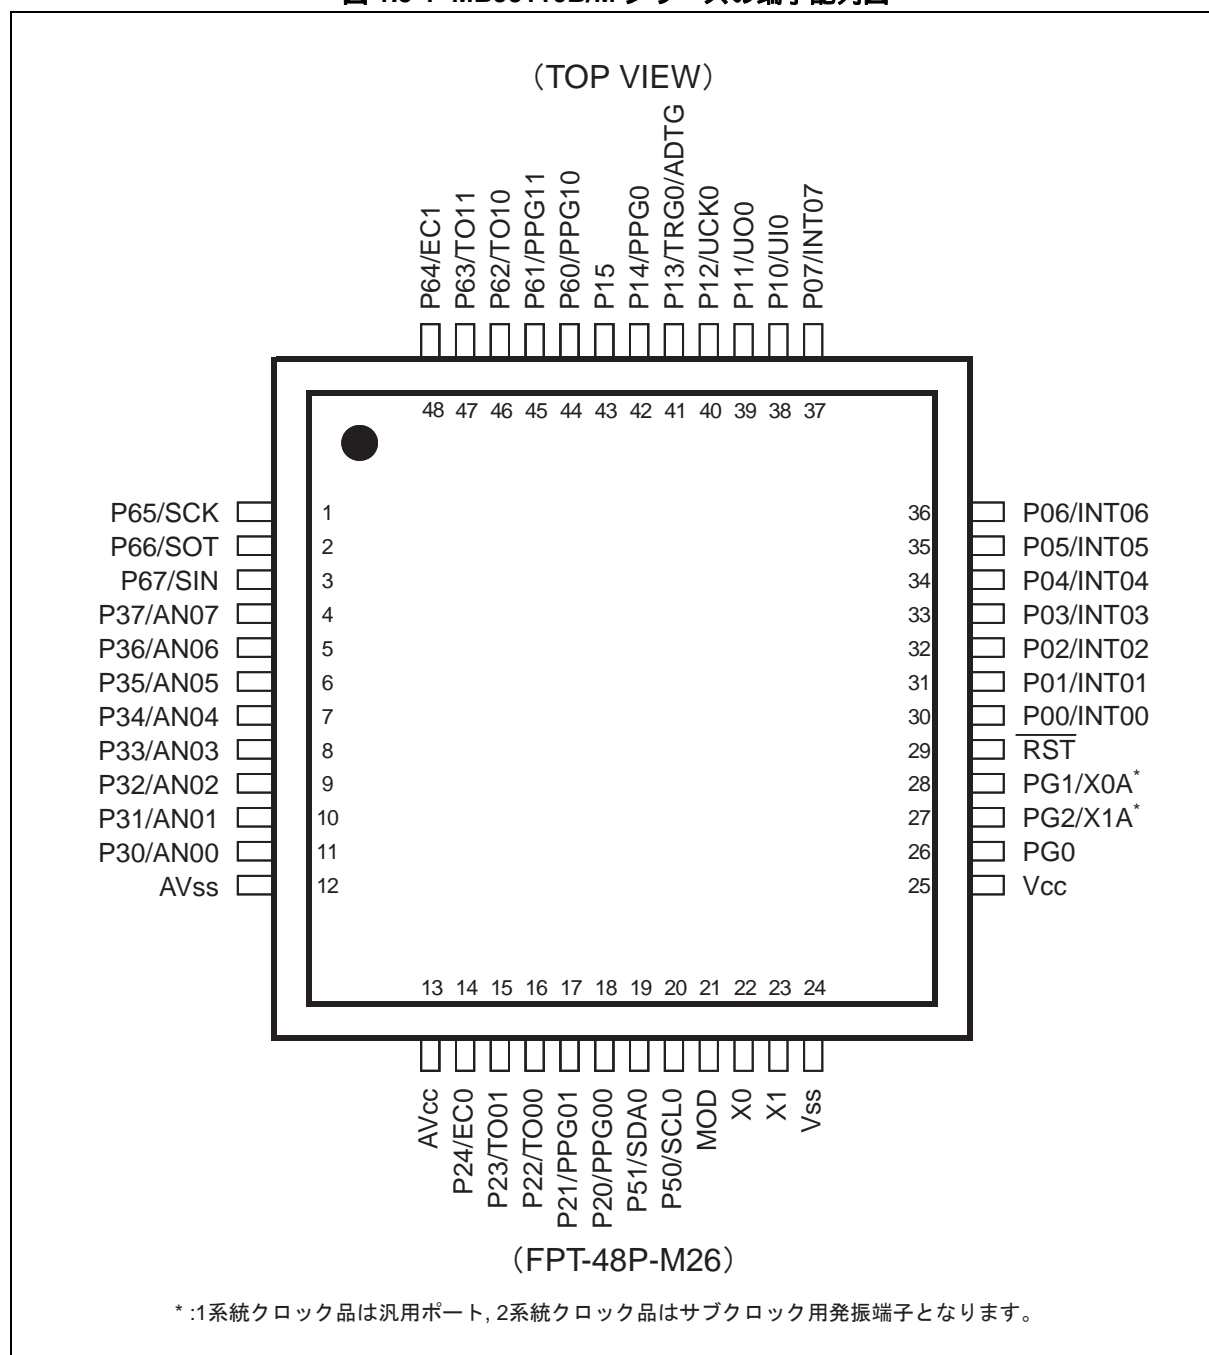 (TOP VIEW)
P64/EC1
P63/TO11
P62/TO10
P61/PPG11
P60/PPG10
P15
P14/PPG0
P13/TRG0/ADTG
P12/UCK0
P11/UO0
P10/UI0
P07/INT07
48 47 46 45 44 43 42 41 40 39 38 37
P65/SCK 1
P66/SOT 2
P67/SIN 3
P37/AN07 4
P36/AN06 5
P35/AN05 6
P34/AN04 7
P33/AN03 8
P32/AN02 9
P31/AN01 10
P30/AN00 11
AVss 12
36 P06/INT06
35 P05/INT05
34 P04/INT04
33 P03/INT03
32 P02/INT02
31 P01/INT01
30 P00/INT00
29 RST
28 PG1/X0A*
27 PG2/X1A*
26 PG0
25 Vcc
13 14 15 16 17 18 19 20 21 22 23 24
AVcc
P24/EC0
P23/TO01
P22/TO00
P21/PPG01
P20/PPG00
P51/SDA0
P50/SCL0
MOD
X0
X1
Vss
(FPT-48P-M26)
* :1系統クロック品は汎用ポート, 2系統クロック品はサブクロック用発振端子となります。